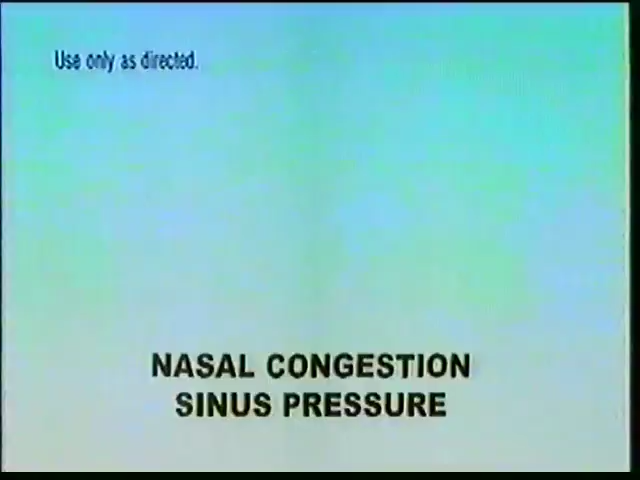 Use only as directed.
NASAL CONGESTION
SINUS PRESSURE